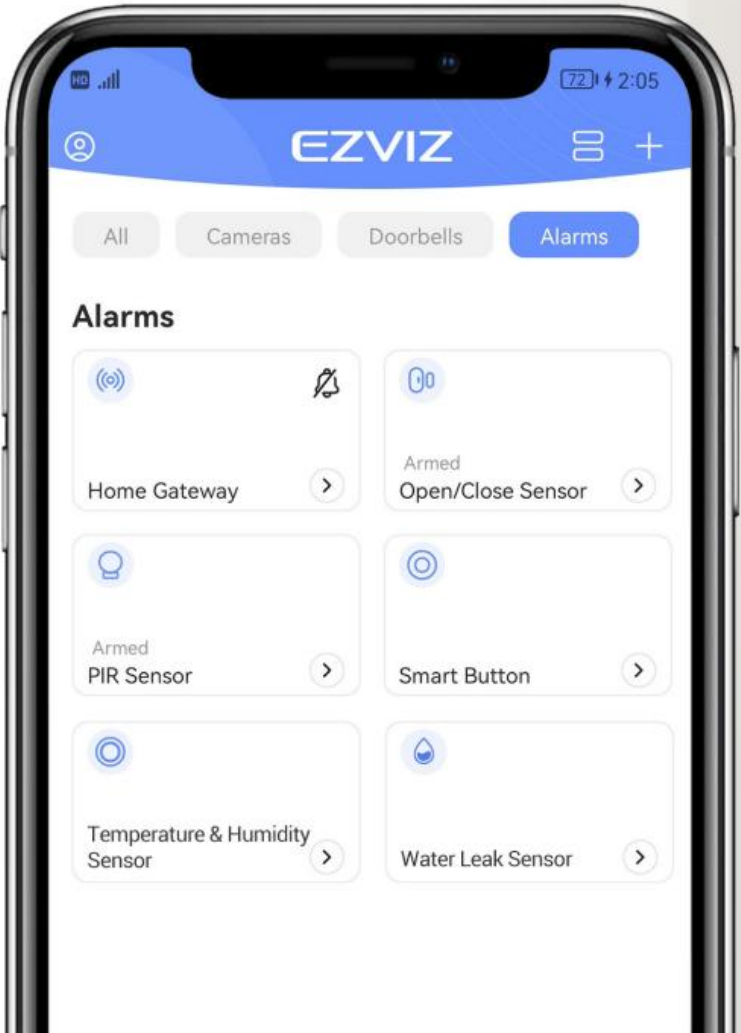 HD 72 2:05
EZVIZ
All Cameras Doorbells Alarms
Alarms
Home Gateway
Armed
Open/Close Sensor
Armed
PIR Sensor
Smart Button
Temperature & Humidity
Sensor
Water Leak Sensor